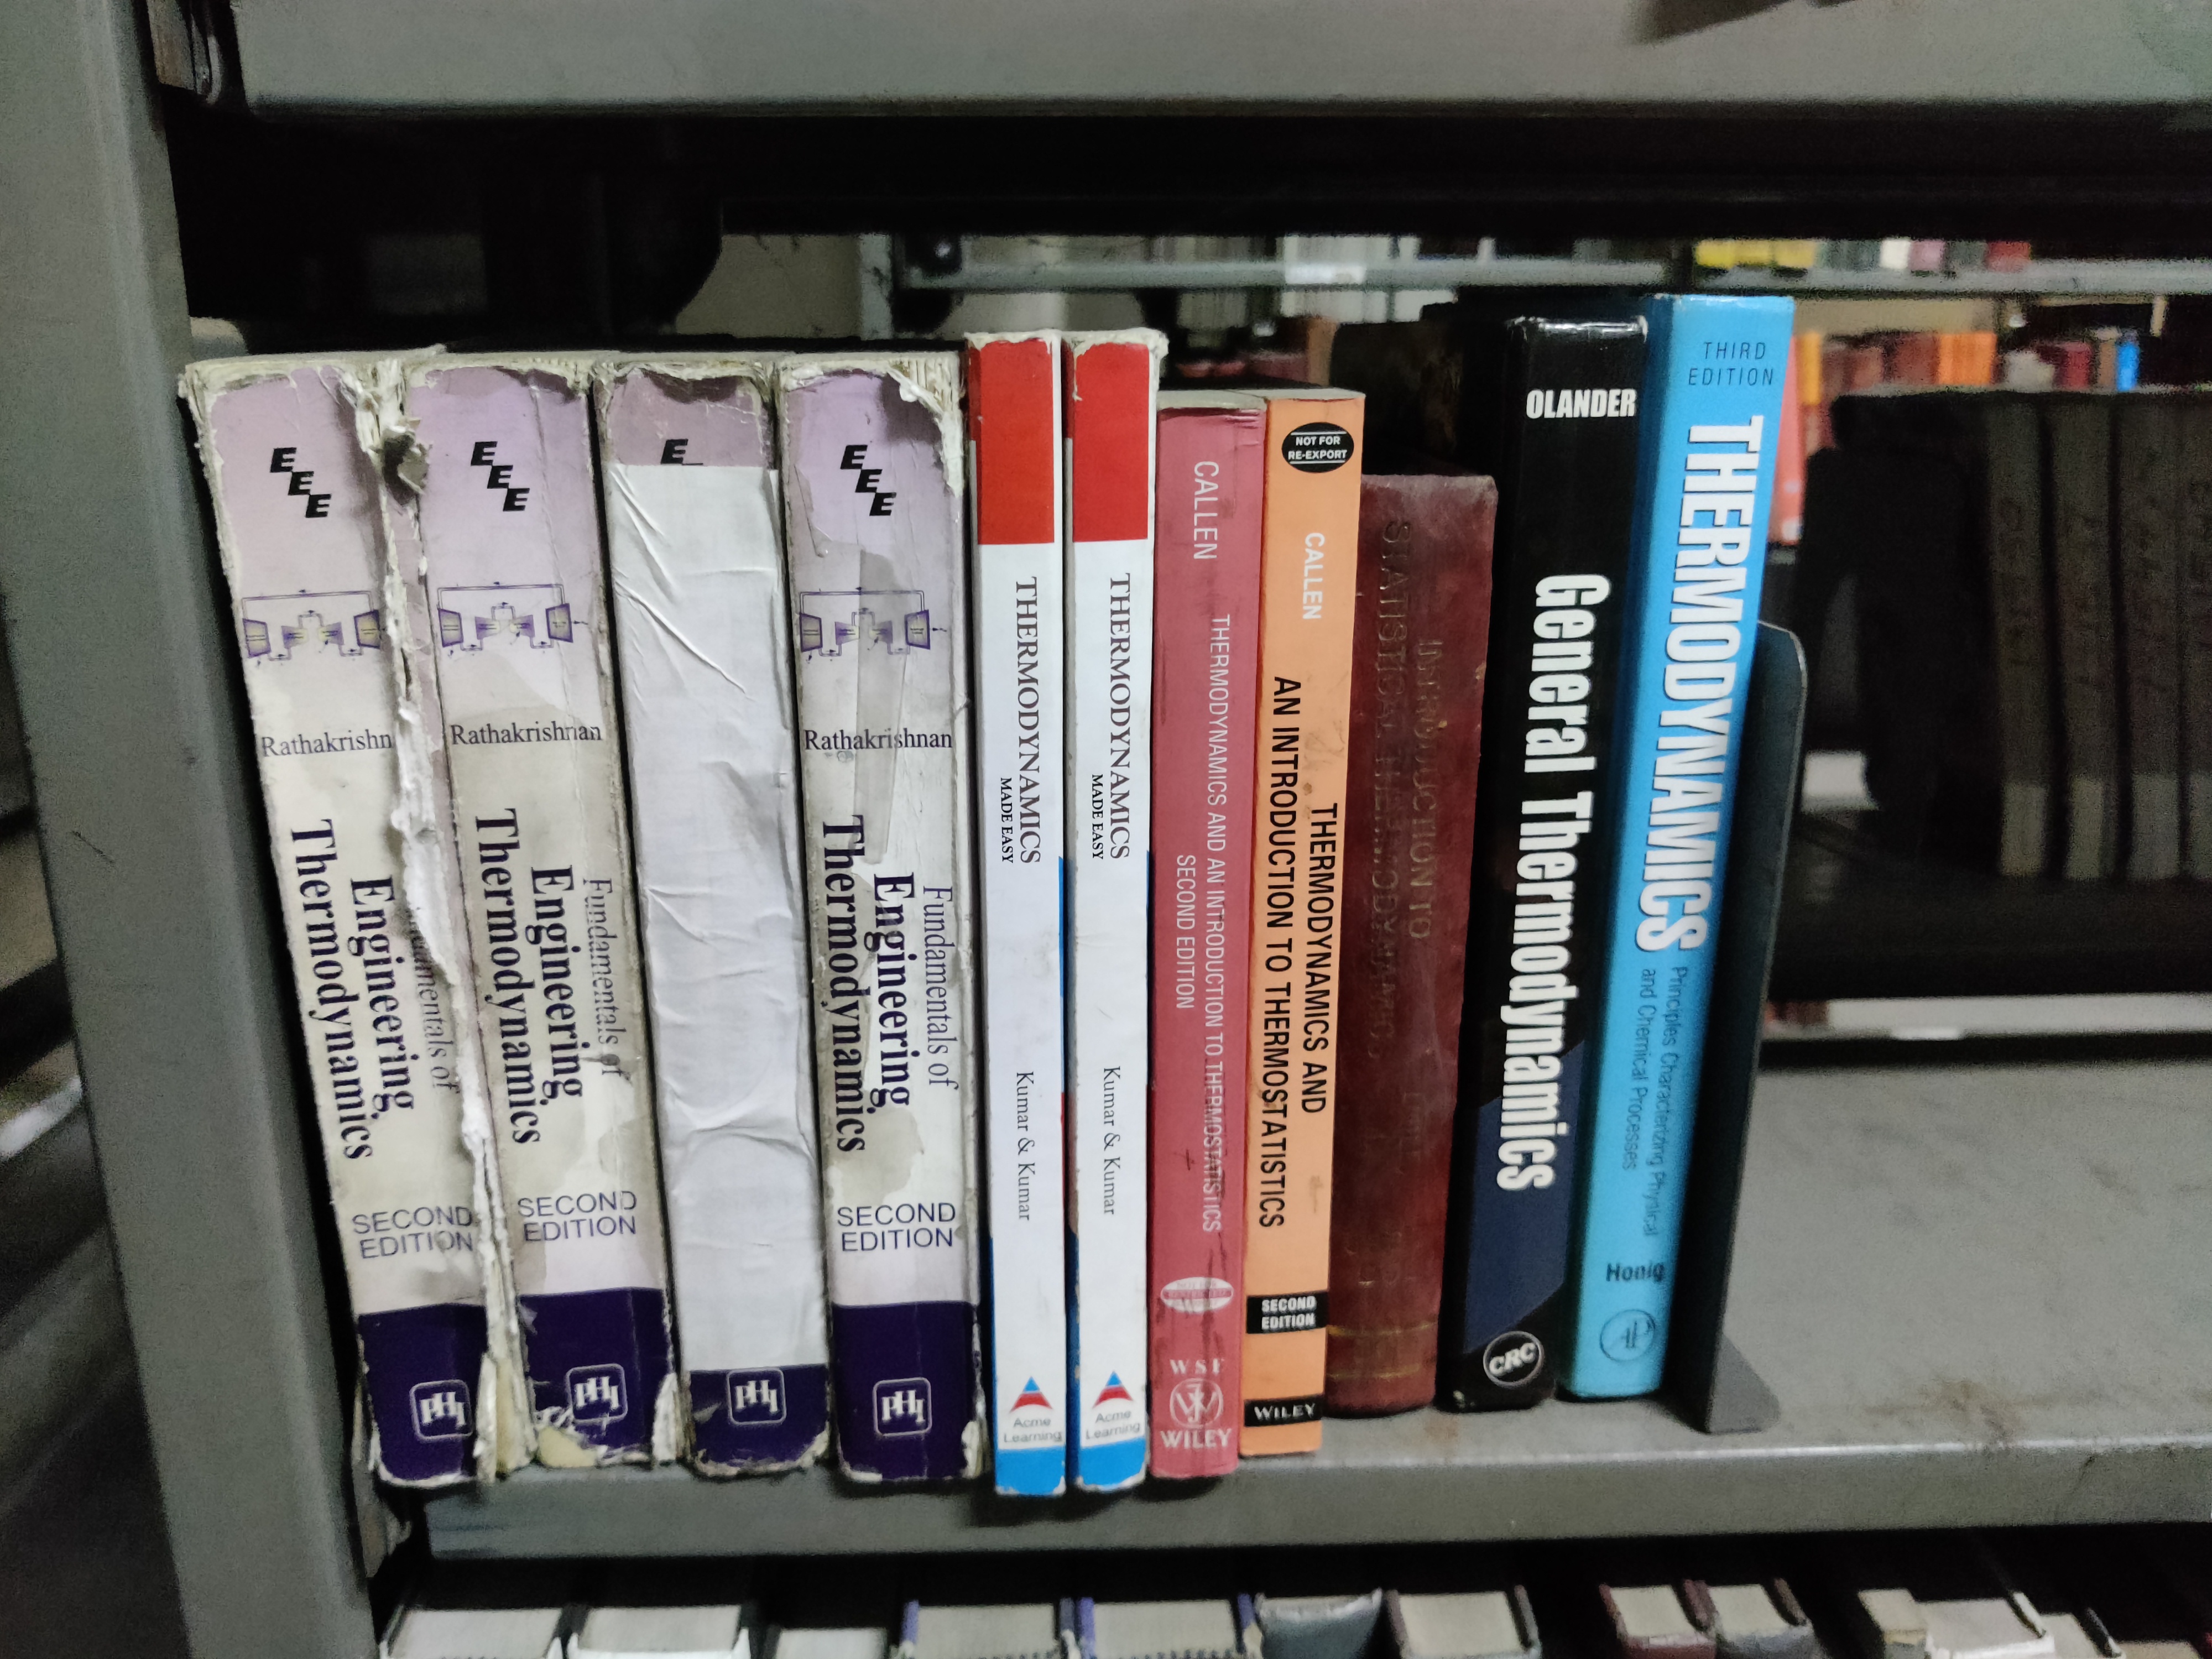 EEE
Rathakrishn
Fundamentals of
Engineering
Thermodynamics
SECOND
EDITION
PHI
EEE
Rathakrishnan
Fundamentals of
Engineering
Thermodynamics
SECOND
EDITION
PHI
E
PHI
EEE
Rathakrishnan
Fundamentals of
Engineering
Thermodynamics
SECOND
EDITION
PHI
THERMODYNAMICS
MADE EASY
Kumar & Kumar
Acme
Learning
THERMODYNAMICS
MADE EASY
Kumar & Kumar
Acme
Learning
CALLEN
THERMODYNAMICS AND AN INTRODUCTION TO THERMOSTATISTICS
SECOND EDITION
WSE
WILEY
NOT FOR
RE-EXPORT
CALLEN
THERMODYNAMICS AND
AN INTRODUCTION TO THERMOSTATISTICS
SECOND
EDITION
WILEY
INTRODUCTION TO
STATISTICAL THERMODYNAMICS
OLANDER
General Thermodynamics
CRC
THIRD
EDITION
THERMODYNAMICS
Principles Characterizing Physical
and Chemical Processes
Honig